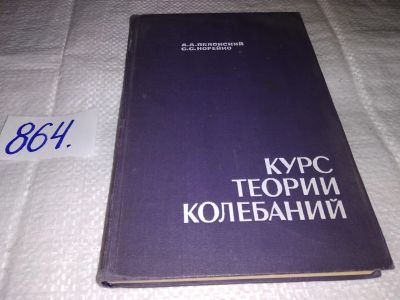 864.
А.А.ЯБЛОНСКИЙ
С.С.НОРЕЙКО
КУРС
ТЕОРИИ
КОЛЕБАНИЙ